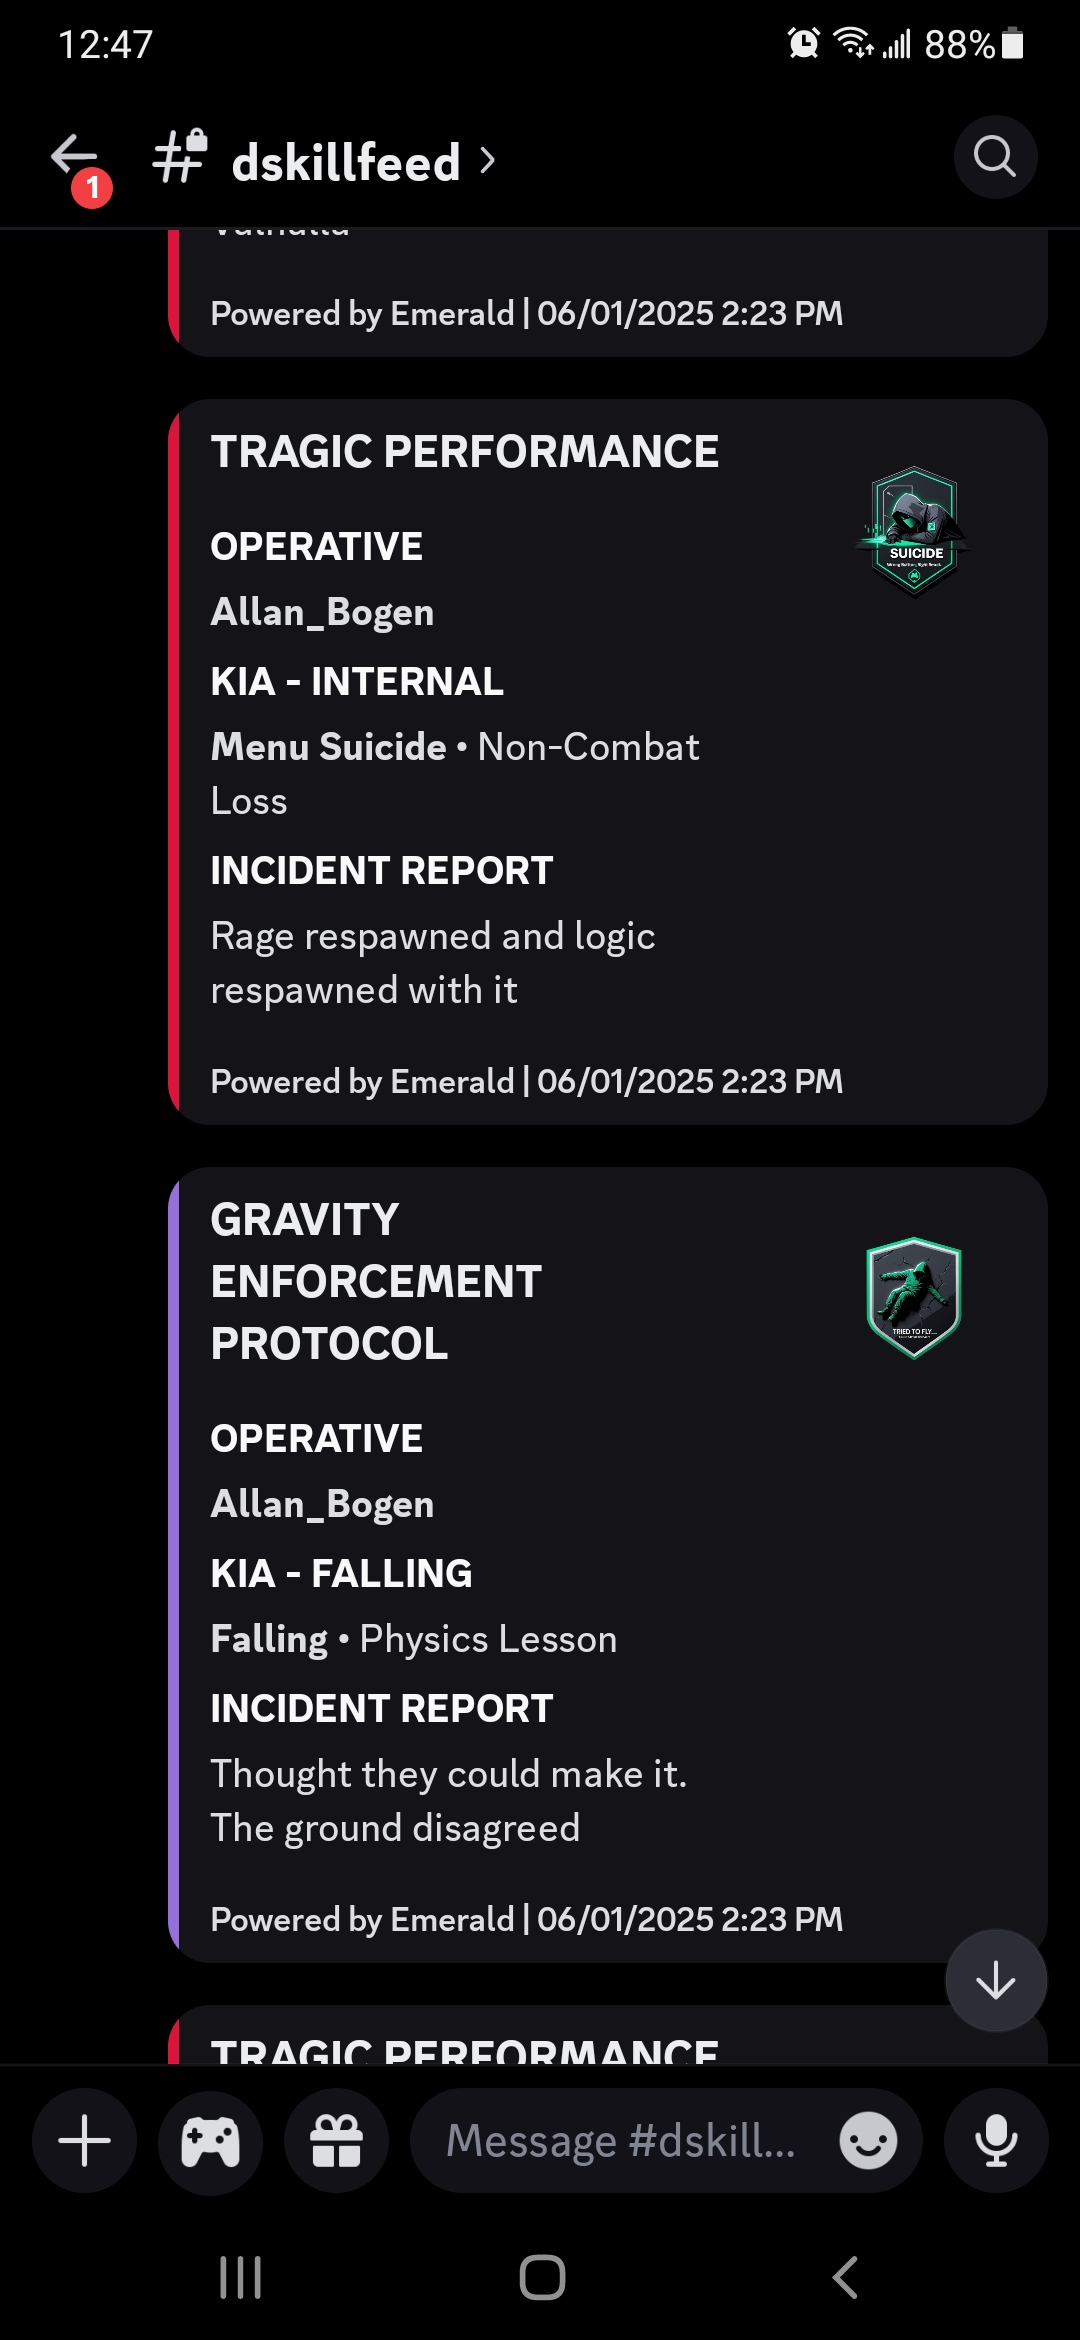 12:47
88%
1
dskillfeed
Valhalla
Powered by Emerald | 06/01/2025 2:23 PM
TRAGIC PERFORMANCE
SUICIDE
OPERATIVE
Allan_Bogen
KIA - INTERNAL
Menu Suicide • Non-Combat
Loss
INCIDENT REPORT
Rage respawned and logic
respawned with it
Powered by Emerald | 06/01/2025 2:23 PM
GRAVITY
ENFORCEMENT
PROTOCOL
TRIED TO FLY...
OPERATIVE
Allan_Bogen
KIA - FALLING
Falling • Physics Lesson
INCIDENT REPORT
Thought they could make it.
The ground disagreed
Powered by Emerald | 06/01/2025 2:23 PM
TRAGIC PERFORMANCE
Message #dskill...